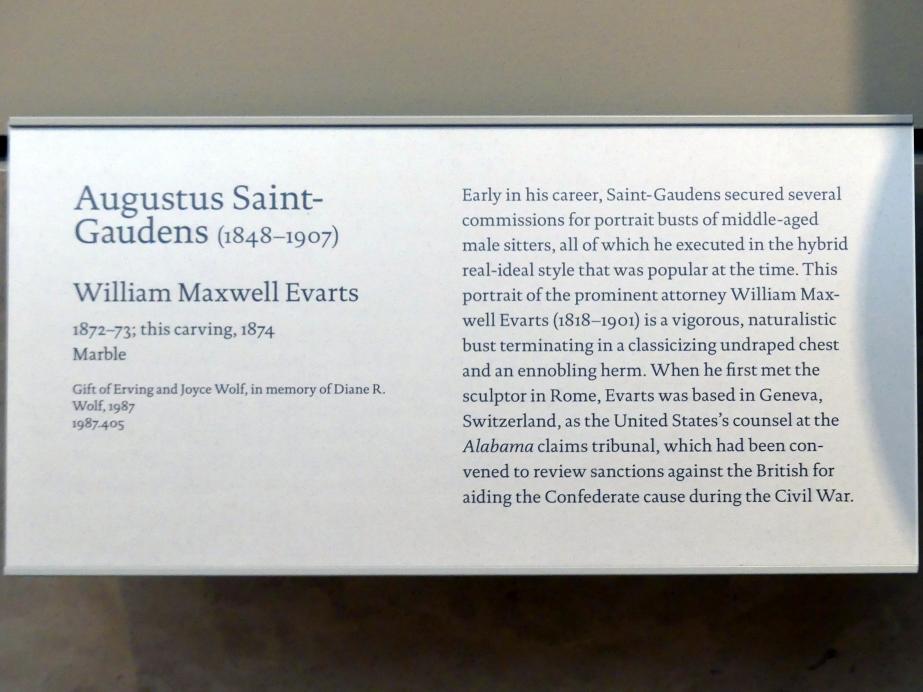 Augustus Saint-
Gaudens (1848–1907)
William Maxwell Evarts
1872–73; this carving, 1874
Marble
Gift of Erving and Joyce Wolf, in memory of Diane R.
Wolf, 1987
1987.405
Early in his career, Saint-Gaudens secured several
commissions for portrait busts of middle-aged
male sitters, all of which he executed in the hybrid
real-ideal style that was popular at the time. This
portrait of the prominent attorney William Max-
well Evarts (1818–1901) is a vigorous, naturalistic
bust terminating in a classicizing undraped chest
and an ennobling herm. When he first met the
sculptor in Rome, Evarts was based in Geneva,
Switzerland, as the United States's counsel at the
Alabama claims tribunal, which had been con-
vened to review sanctions against the British for
aiding the Confederate cause during the Civil War.